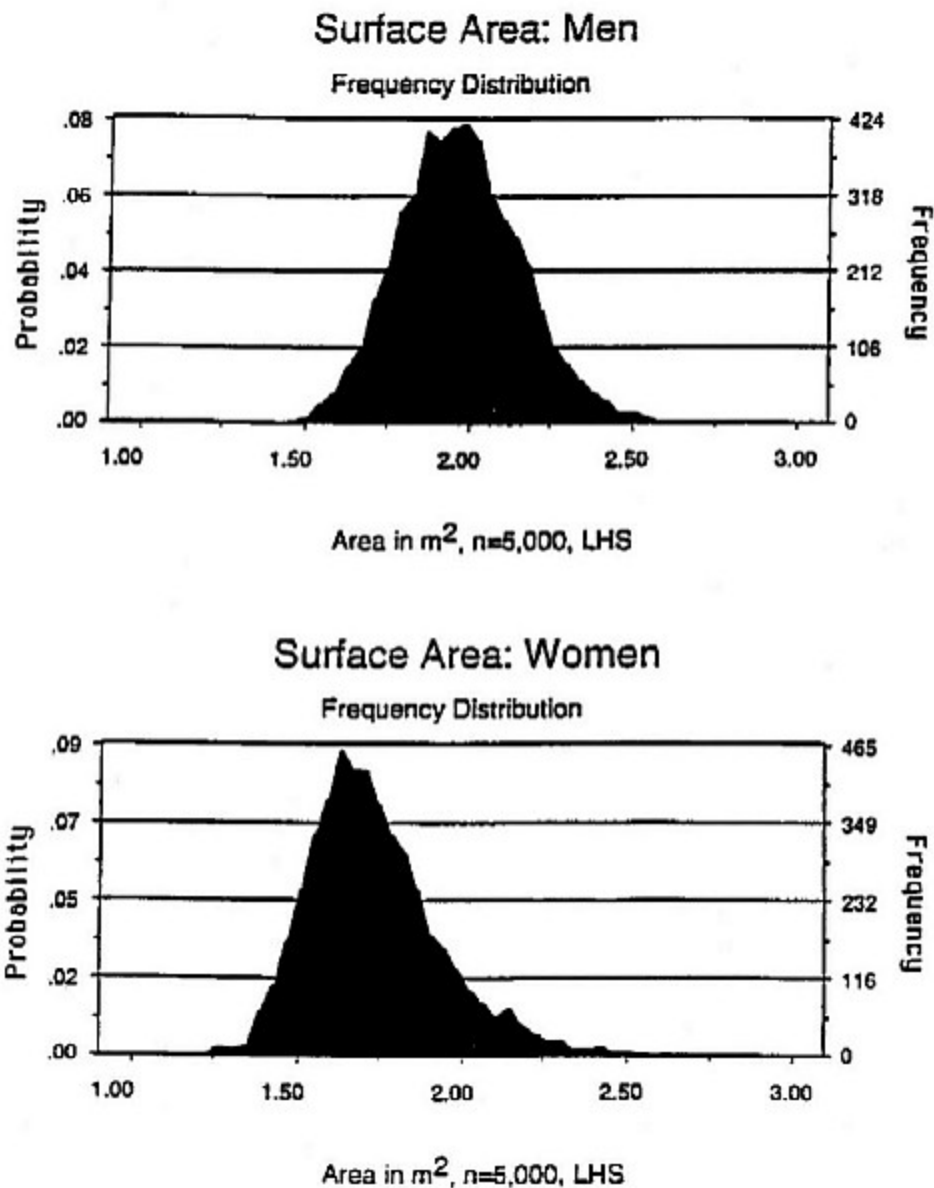 Surface Area: Men
Frequency Distribution
.08
.06
.04
.02
.00
Probability
424
318
212
106
0
Frequency
1.00 1.50 2.00 2.50 3.00
Area in m², n=5,000, LHS
Surface Area: Women
Frequency Distribution
.09
.07
.05
.02
.00
Probability
465
349
232
116
0
Frequency
1.00 1.50 2.00 2.50 3.00
Area in m², n=5,000, LHS